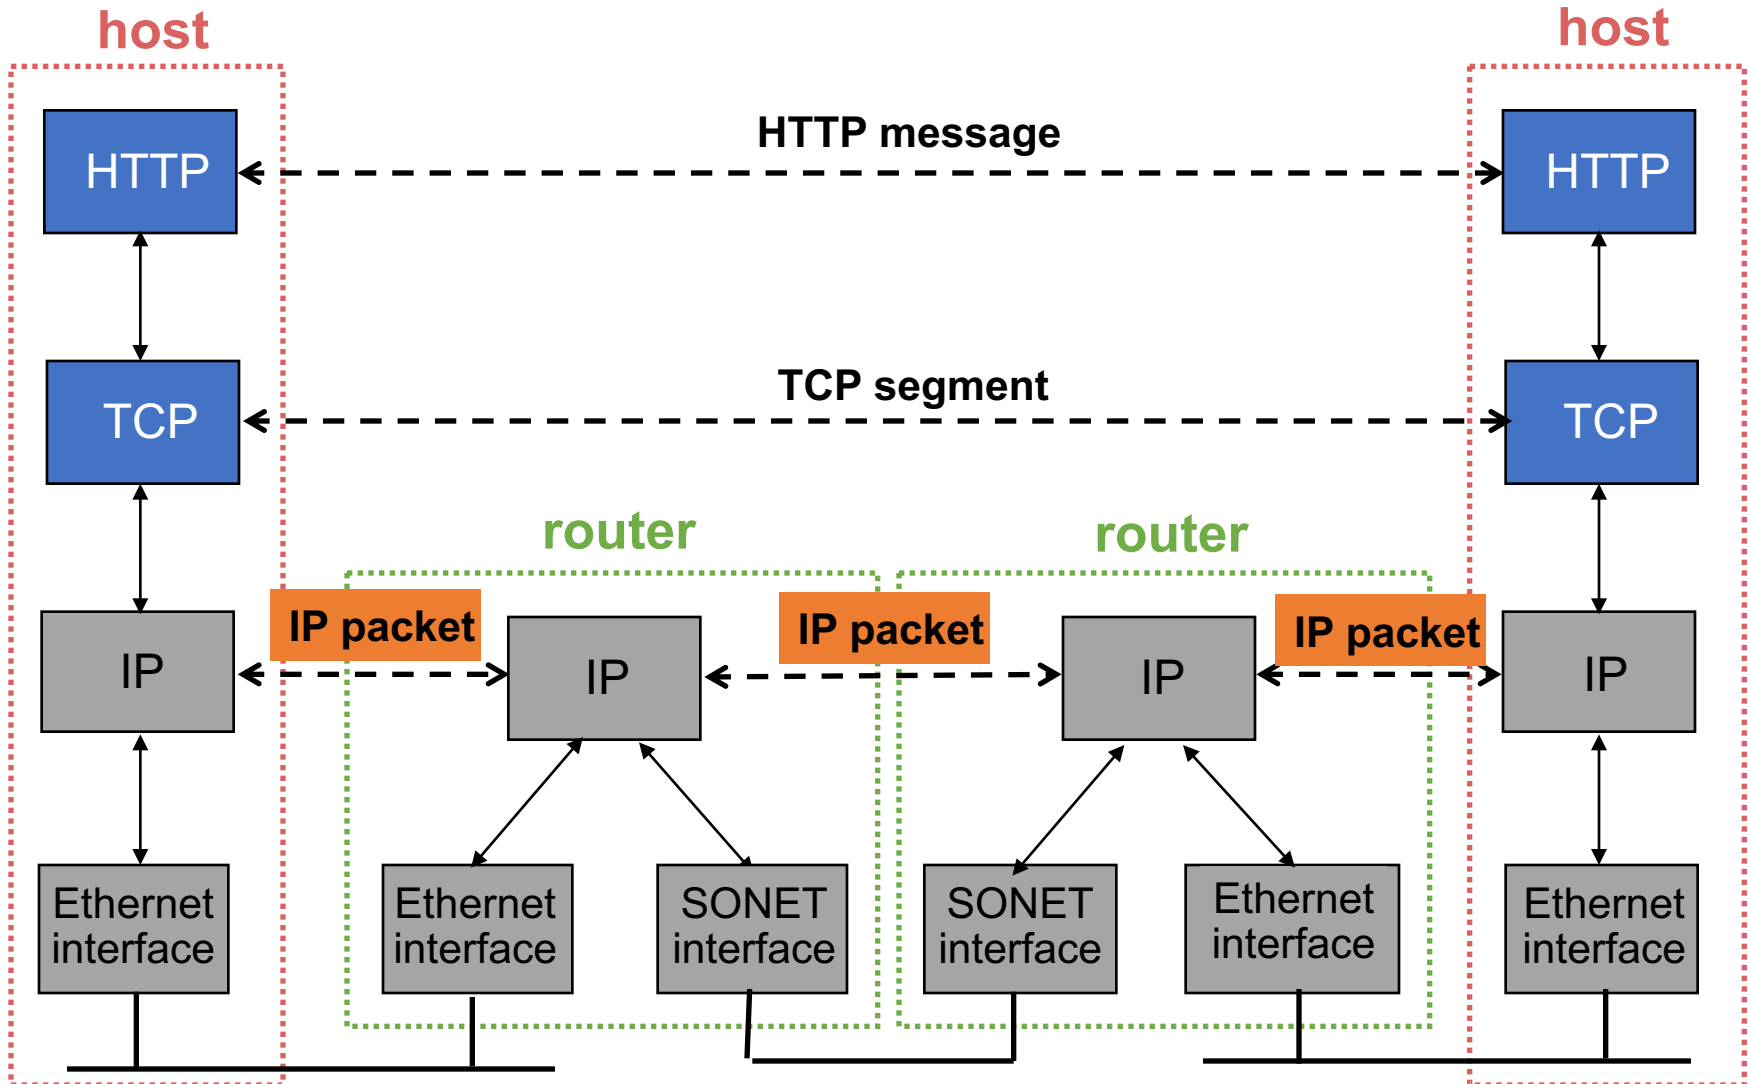 host
host
HTTP
HTTP message
HTTP
TCP
TCP segment
TCP
router
router
IP
IP packet
IP
IP packet
IP
IP packet
IP
Ethernet
interface
Ethernet
interface
SONET
interface
SONET
interface
Ethernet
interface
Ethernet
interface